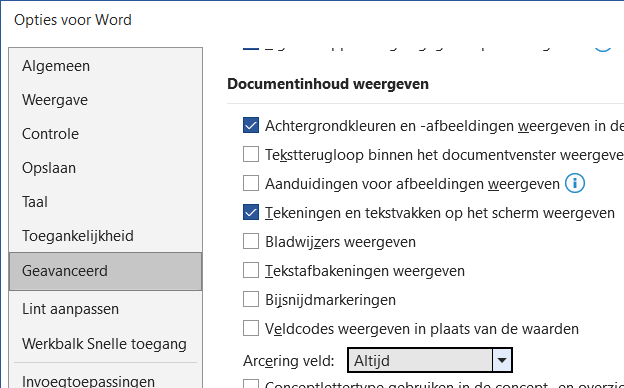 Opties voor Word
Algemeen
Weergave
Controle
Opslaan
Taal
Toegankelijkheid
Geavanceerd
Lint aanpassen
Werkbalk Snelle toegang
Invoegtoepassingen
Documentinhoud weergeven
Achtergrondkleuren en -afbeeldingen weergeven in de
Tekstterugloop binnen het documentvenster weergeve
Aanduidingen voor afbeeldingen weergeven
Tekeningen en tekstvakken op het scherm weergeven
Bladwijzers weergeven
Tekstafbakeningen weergeven
Bijsnijdmarkeringen
Veldcodes weergeven in plaats van de waarden
Arcering veld: Altijd
Conceptlettertype gebruiken in de concept- en overzic